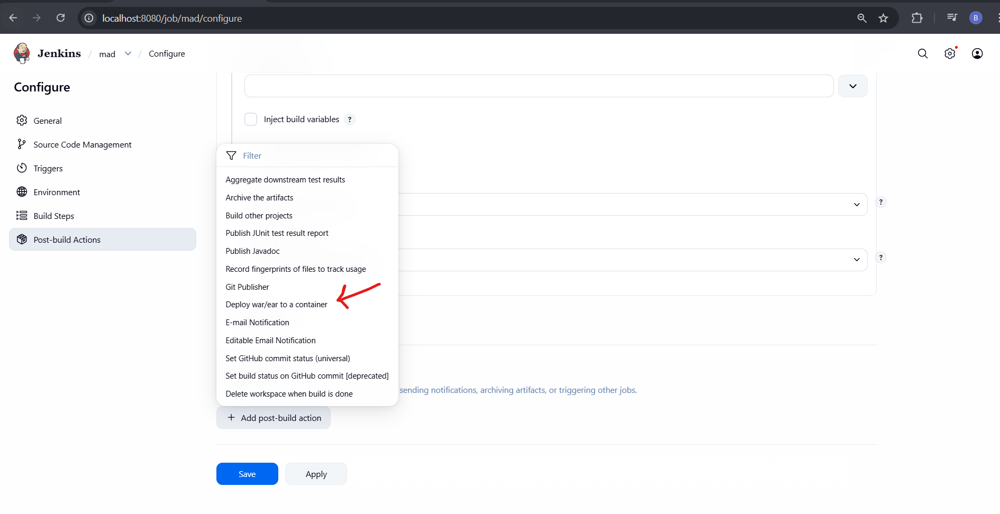 localhost:8080/job/mad/configure
B
Jenkins / mad / Configure
Configure
General
Source Code Management
Triggers
Environment
Build Steps
Post-build Actions
Inject build variables ?
Filter
Aggregate downstream test results
Archive the artifacts
?
Build other projects
Publish JUnit test result report
Publish Javadoc
?
Record fingerprints of files to track usage
Git Publisher
Deploy war/ear to a container
E-mail Notification
Editable Email Notification
Set GitHub commit status (universal)
Set build status on GitHub commit [deprecated]
Delete workspace when build is done
sending notifications, archiving artifacts, or triggering other jobs.
+ Add post-build action
Save
Apply